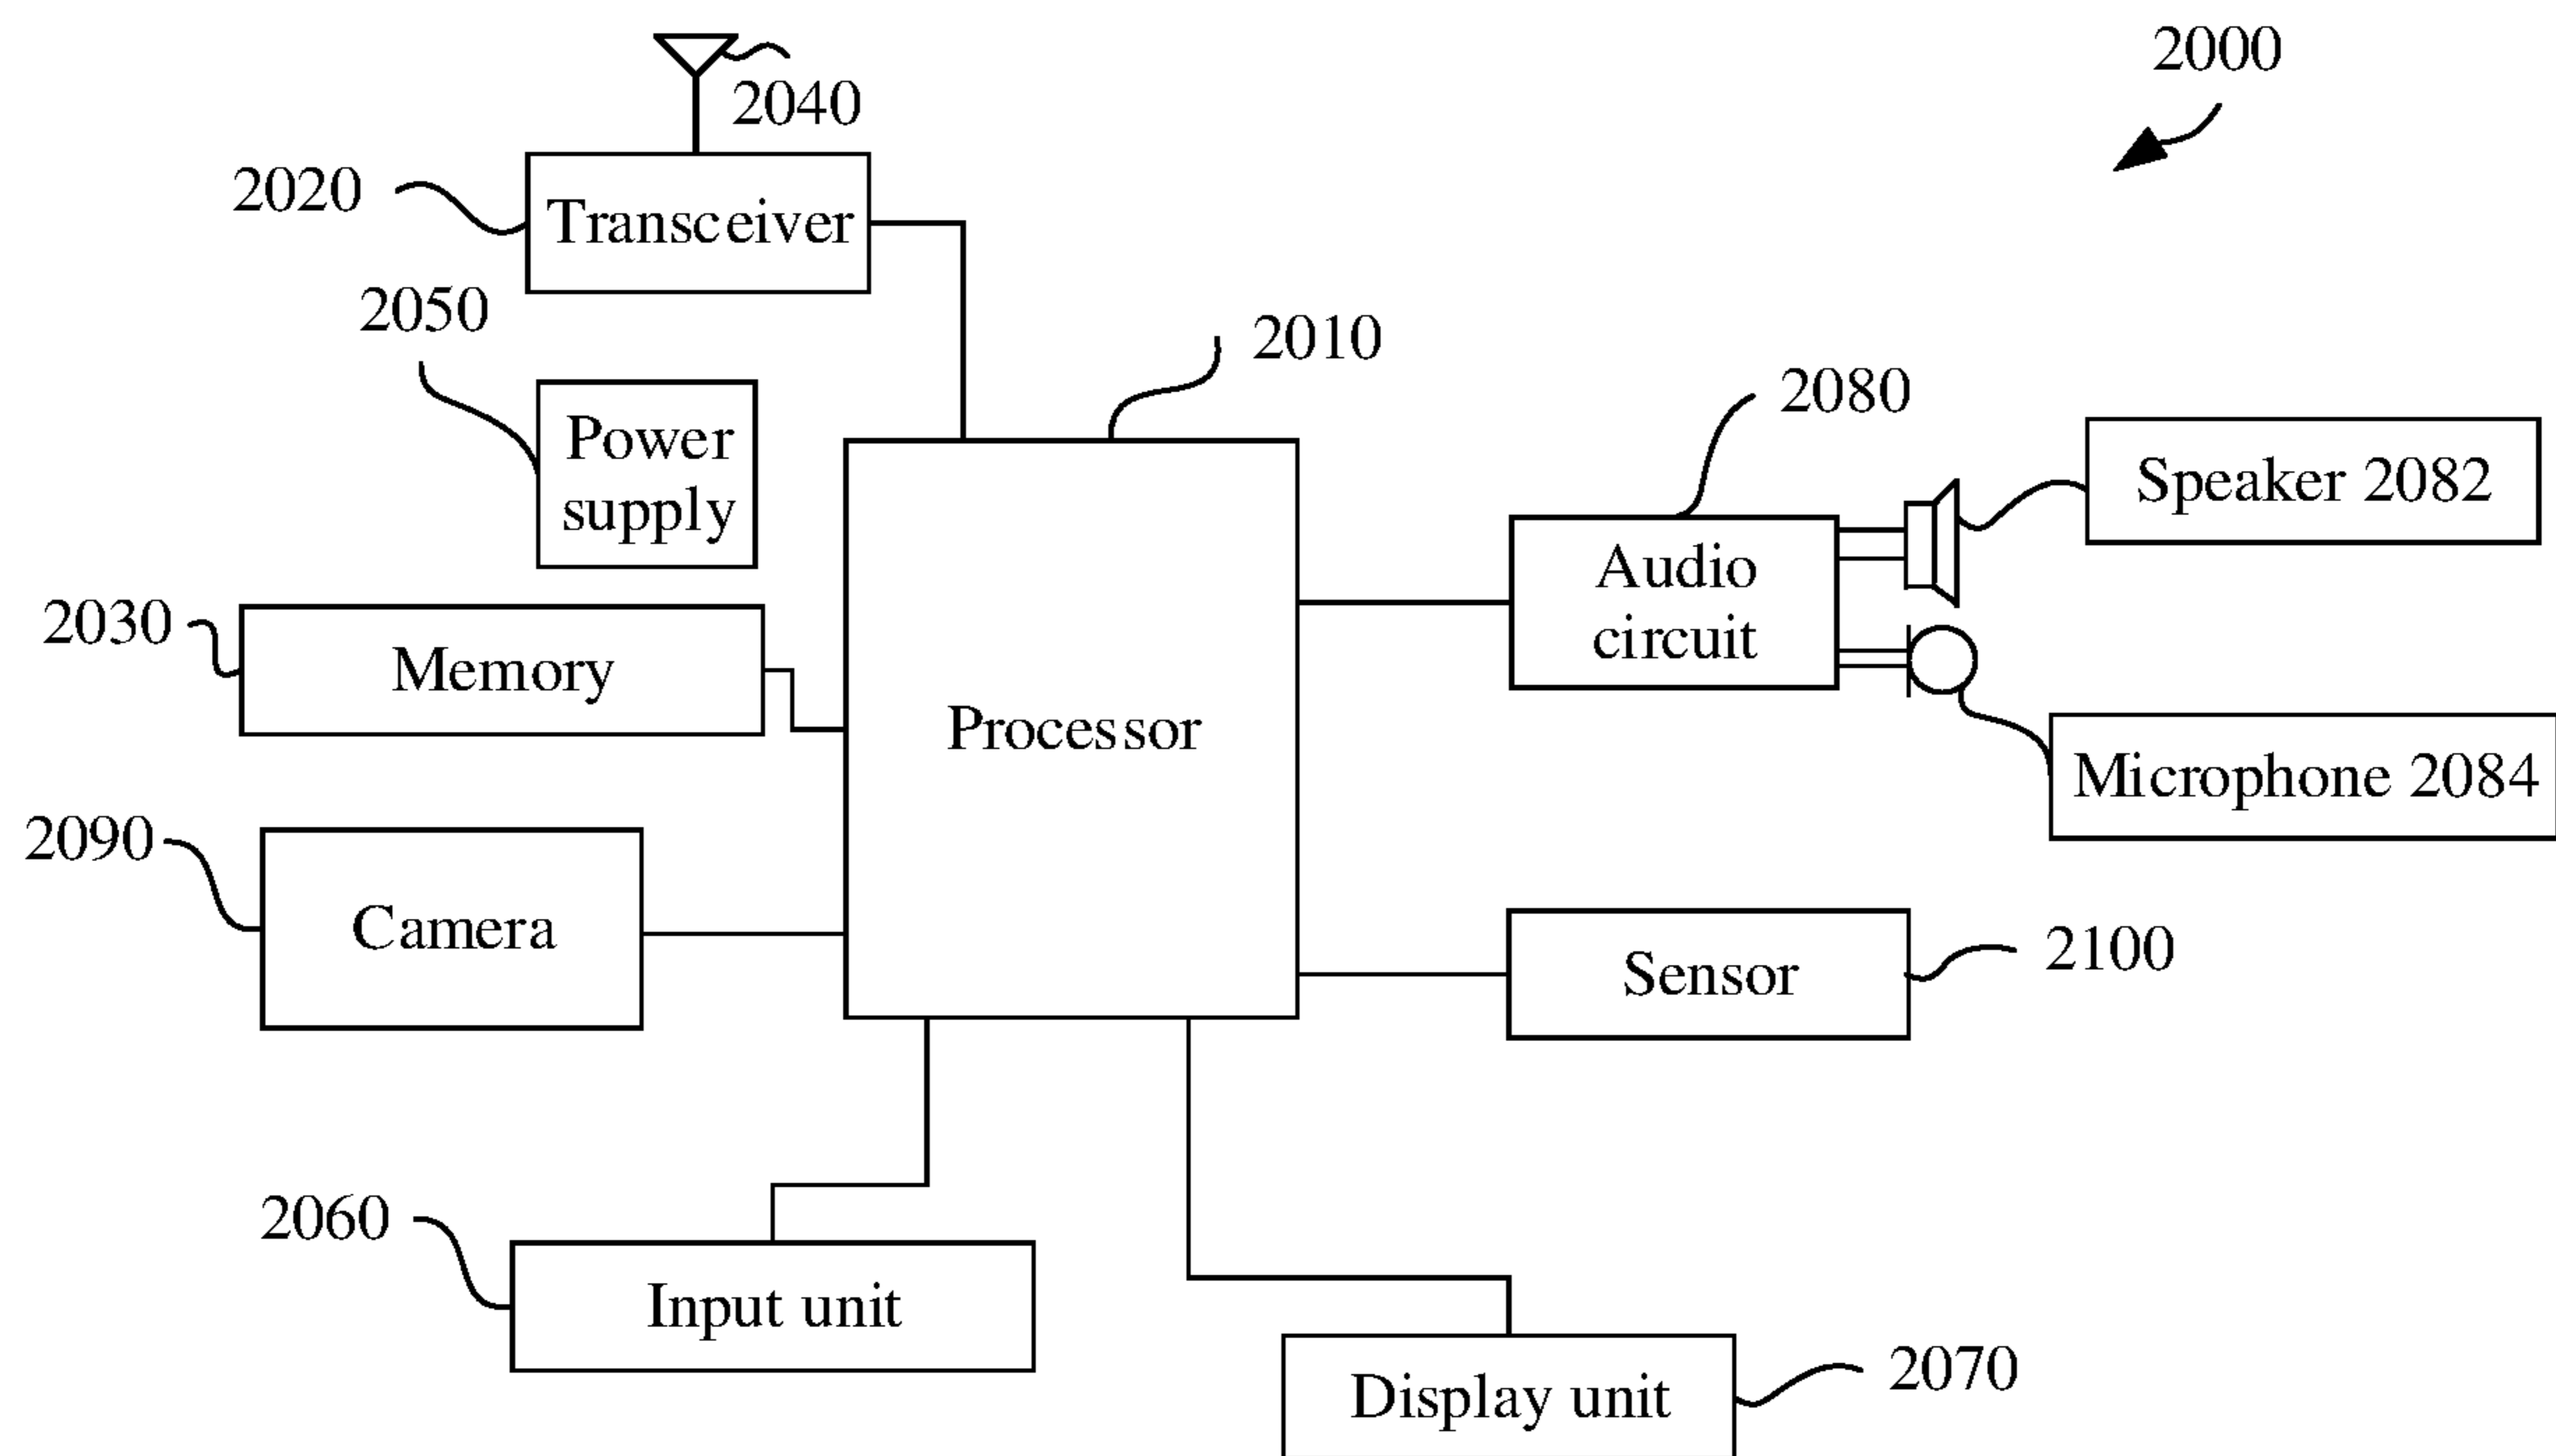 2000
2040
2020
Transceiver
2050
2010
Power
supply
2080
Speaker 2082
Audio
circuit
2030
Memory
Processor
Microphone 2084
2090
Camera
2100
Sensor
2060
Input unit
2070
Display unit